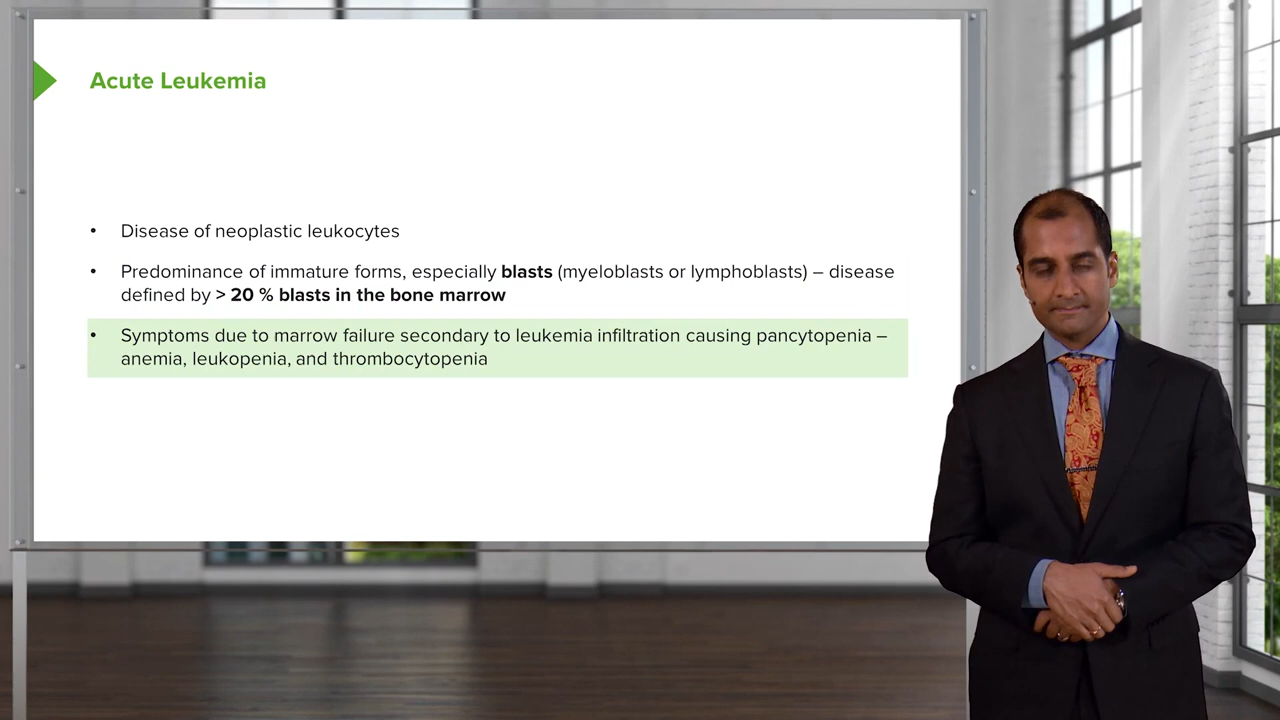 Acute Leukemia
• Disease of neoplastic leukocytes
• Predominance of immature forms, especially blasts (myeloblasts or lymphoblasts) – disease
defined by > 20 % blasts in the bone marrow
• Symptoms due to marrow failure secondary to leukemia infiltration causing pancytopenia –
anemia, leukopenia, and thrombocytopenia